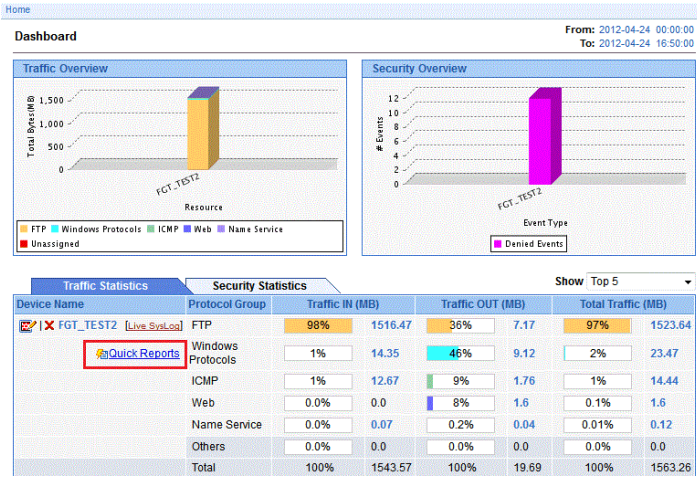 Home
Dashboard
From: 2012-04-24 00:00:00
To: 2012-04-24 16:50:00
Traffic Overview
Total Bytes(MB)
1,500
1,000
500
0
FGT_TEST2
Resource
FTP Windows Protocols ICMP Web Name Service
Unassigned
Security Overview
# Events
12
10
8
6
4
2
0
FGT_TEST2
Event Type
Denied Events
Traffic Statistics Security Statistics Show Top 5
Device Name Protocol Group Traffic IN (MB) Traffic OUT (MB) Total Traffic (MB)
| X FGT_TEST2 [Live SysLog] FTP 98% 1516.47 36% 7.17 97% 1523.64
Quick Reports Windows Protocols 1% 14.35 46% 9.12 2% 23.47
ICMP 1% 12.67 9% 1.76 1% 14.44
Web 0.0% 0.0 8% 1.6 0.1% 1.6
Name Service 0.0% 0.07 0.2% 0.04 0.01% 0.12
Others 0.0% 0.0 0.0% 0.0 0.0% 0.0
Total 100% 1543.57 100% 19.69 100% 1563.26